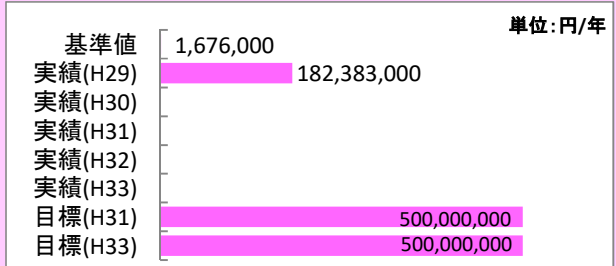 単位:円/年
基準値 1,676,000
実績(H29) 182,383,000
実績(H30)
実績(H31)
実績(H32)
実績(H33)
目標(H31) 500,000,000
目標(H33) 500,000,000